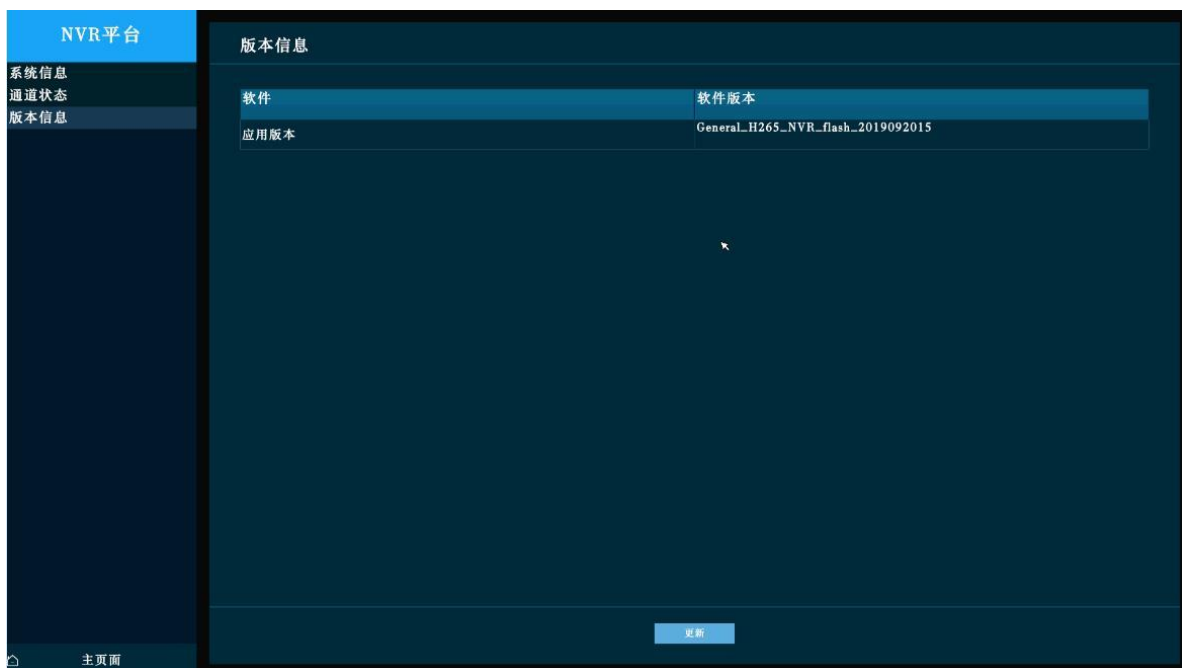 NVR平台
系统信息
通道状态
版本信息
版本信息
软件 软件版本
应用版本 General_H265_NVR_flash_2019092015
更新
主页面